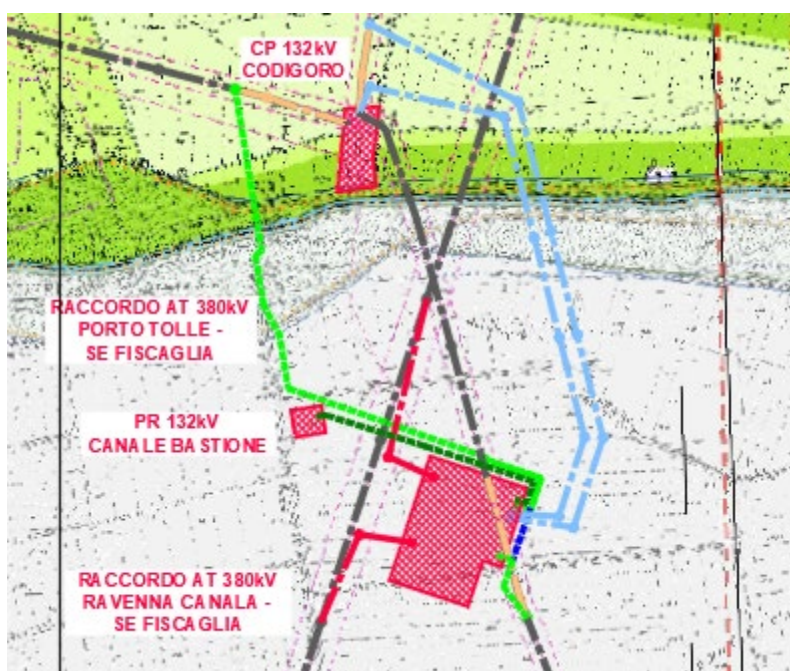 CP 132kV
CODIGORO
RACCORDO AT 380kV
PORTO TOLLE -
SE FISCAGLIA
PR 132kV
CANALE BASTIONE
RACCORDO AT 380kV
RAVENNA CANALA -
SE FISCAGLIA